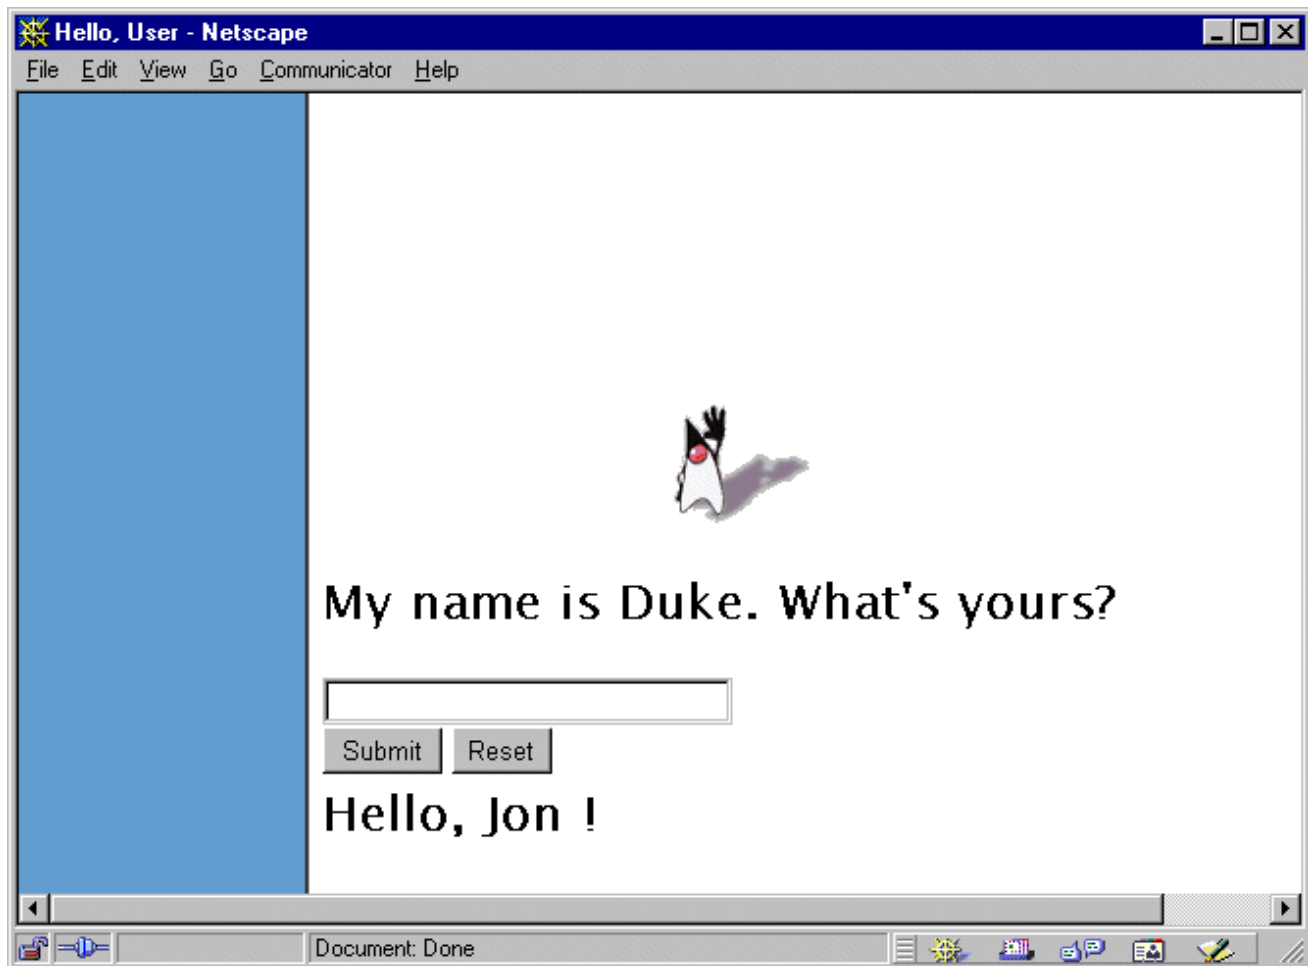 Hello, User - Netscape
File Edit View Go Communicator Help
My name is Duke. What's yours?
Submit Reset
Hello, Jon !
Document: Done